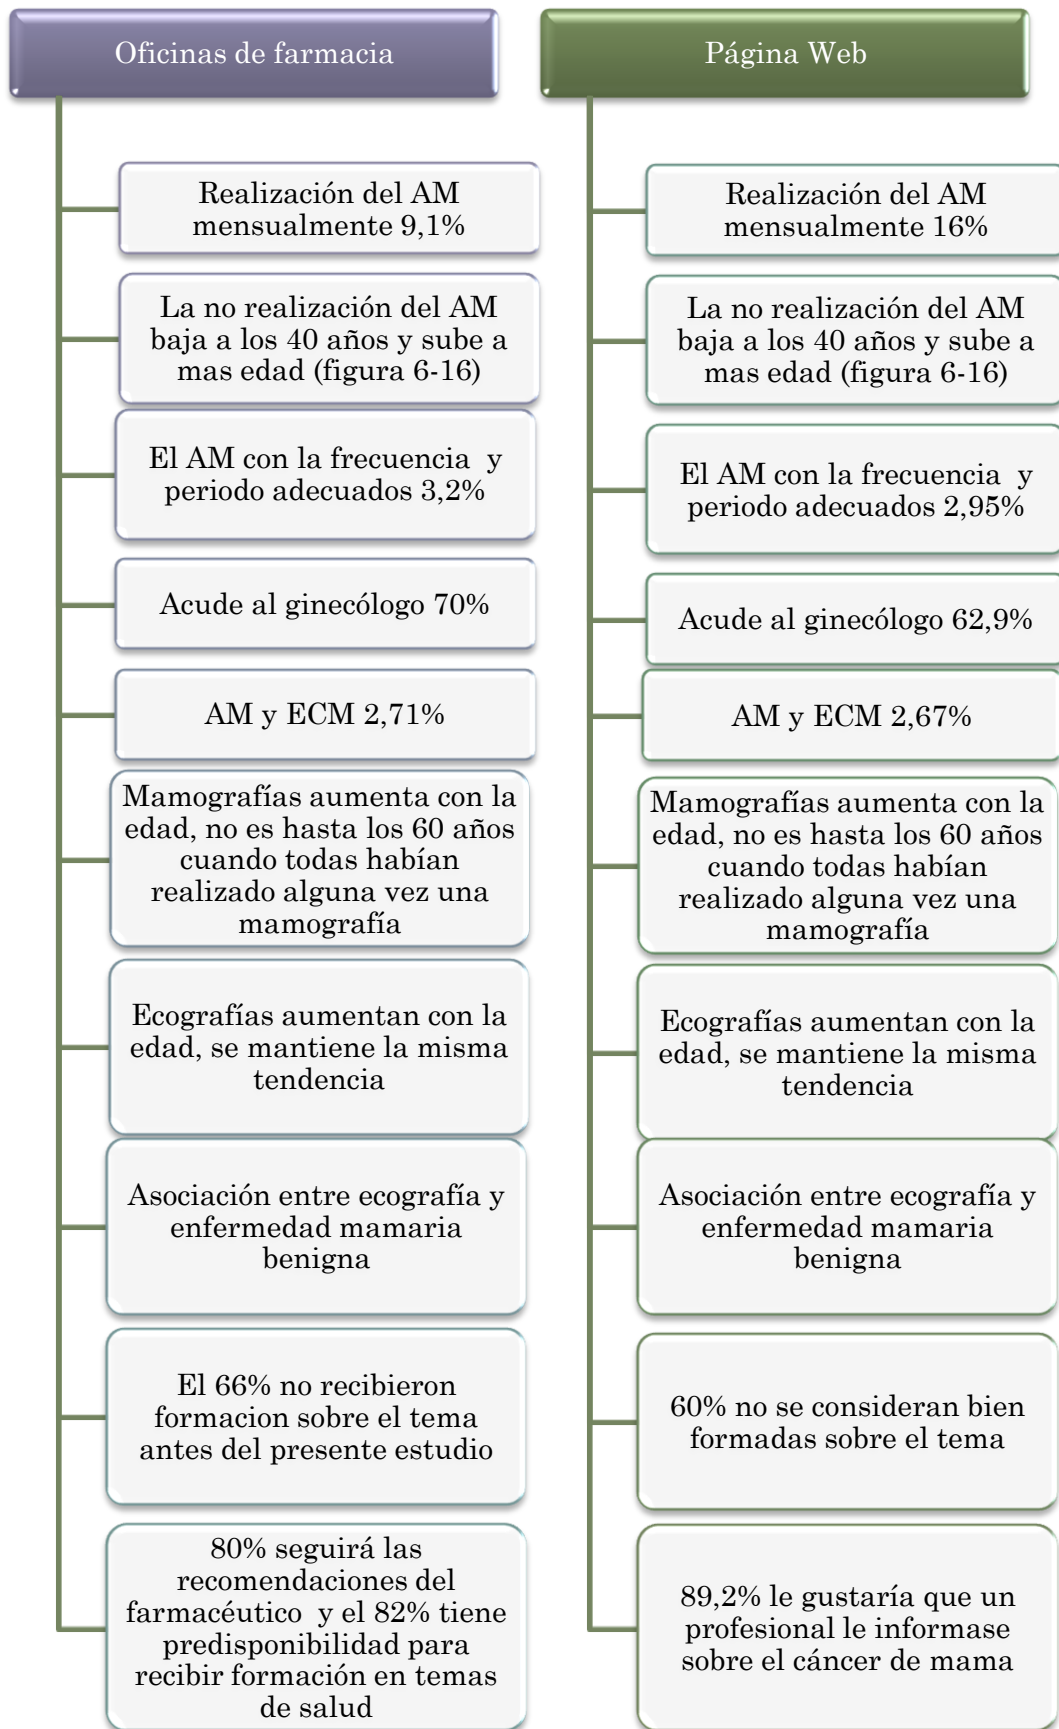 Oficinas de farmacia
Realización del AM
mensualmente 9,1%
La no realización del AM
baja a los 40 años y sube a
mas edad (figura 6-16)
El AM con la frecuencia y
periodo adecuados 3,2%
Acude al ginecólogo 70%
AM y ECM 2,71%
Mamografías aumenta con la
edad, no es hasta los 60 años
cuando todas habían
realizado alguna vez una
mamografía
Ecografías aumentan con la
edad, se mantiene la misma
tendencia
Asociación entre ecografía y
enfermedad mamaria
benigna
El 66% no recibieron
formacion sobre el tema
antes del presente estudio
80% seguirá las
recomendaciones del
farmacéutico y el 82% tiene
predisponibilidad para
recibir formación en temas
de salud
Página Web
Realización del AM
mensualmente 16%
La no realización del AM
baja a los 40 años y sube a
mas edad (figura 6-16)
El AM con la frecuencia y
periodo adecuados 2,95%
Acude al ginecólogo 62,9%
AM y ECM 2,67%
Mamografías aumenta con la
edad, no es hasta los 60 años
cuando todas habían
realizado alguna vez una
mamografía
Ecografías aumentan con la
edad, se mantiene la misma
tendencia
Asociación entre ecografía y
enfermedad mamaria
benigna
60% no se consideran bien
formadas sobre el tema
89,2% le gustaría que un
profesional le informase
sobre el cáncer de mama